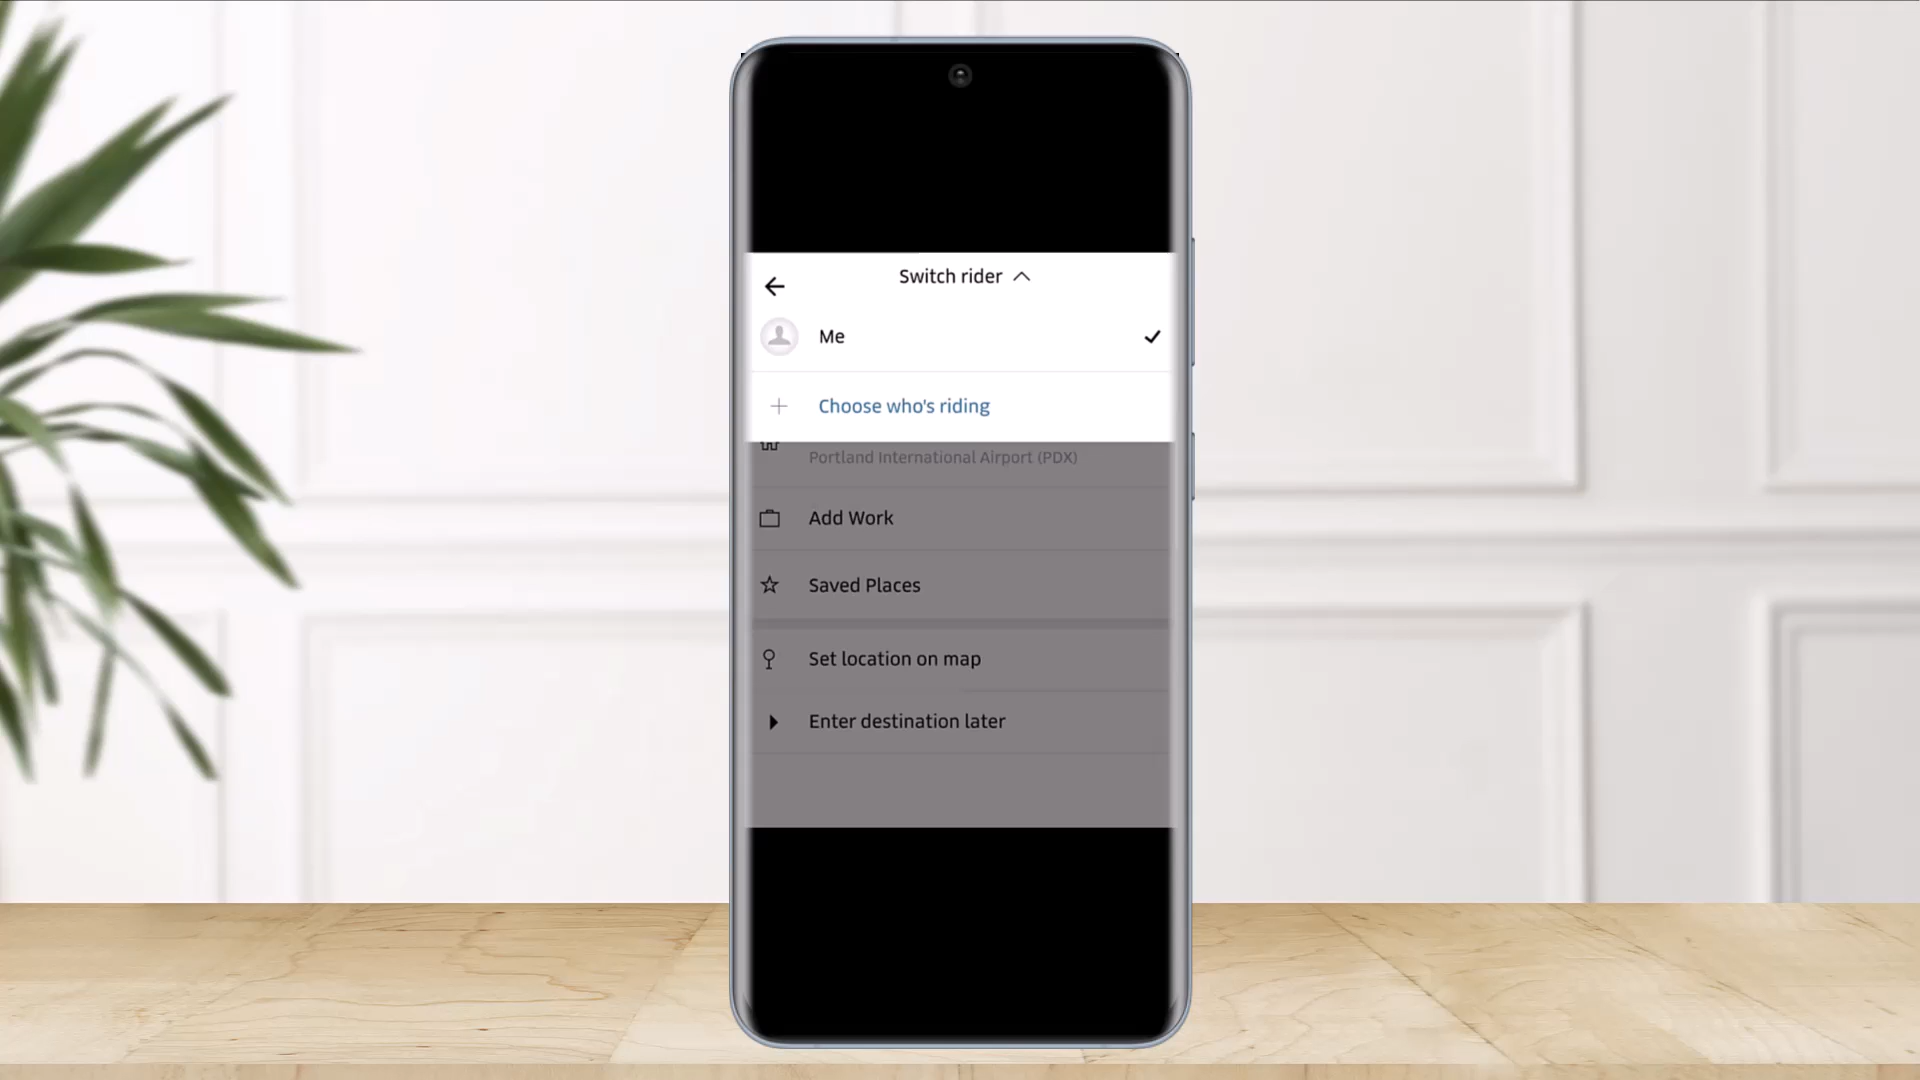 Switch rider
Me
Choose who's riding
Portland International Airport (PDX)
Add Work
Saved Places
Set location on map
Enter destination later